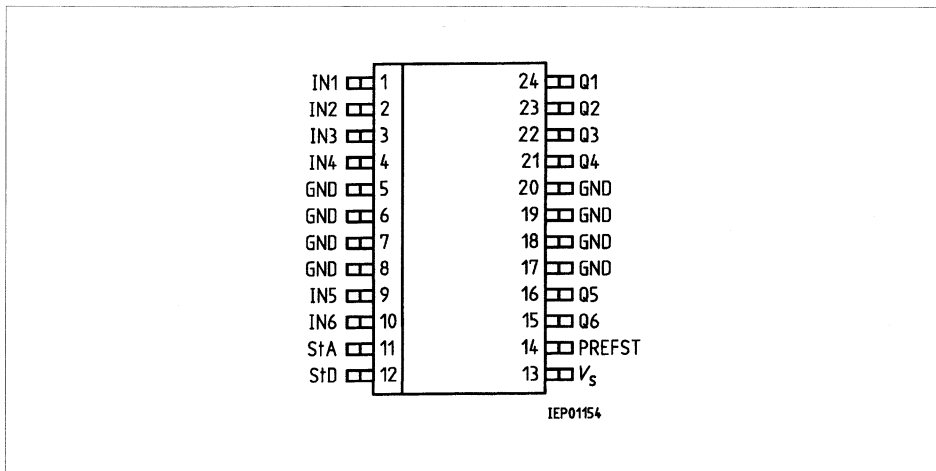 IN1 1 24 Q1
IN2 2 23 Q2
IN3 3 22 Q3
IN4 4 21 Q4
GND 5 20 GND
GND 6 19 GND
GND 7 18 GND
GND 8 17 GND
IN5 9 16 Q5
IN6 10 15 Q6
StA 11 14 PREFST
StD 12 13 Vs
IEP01154